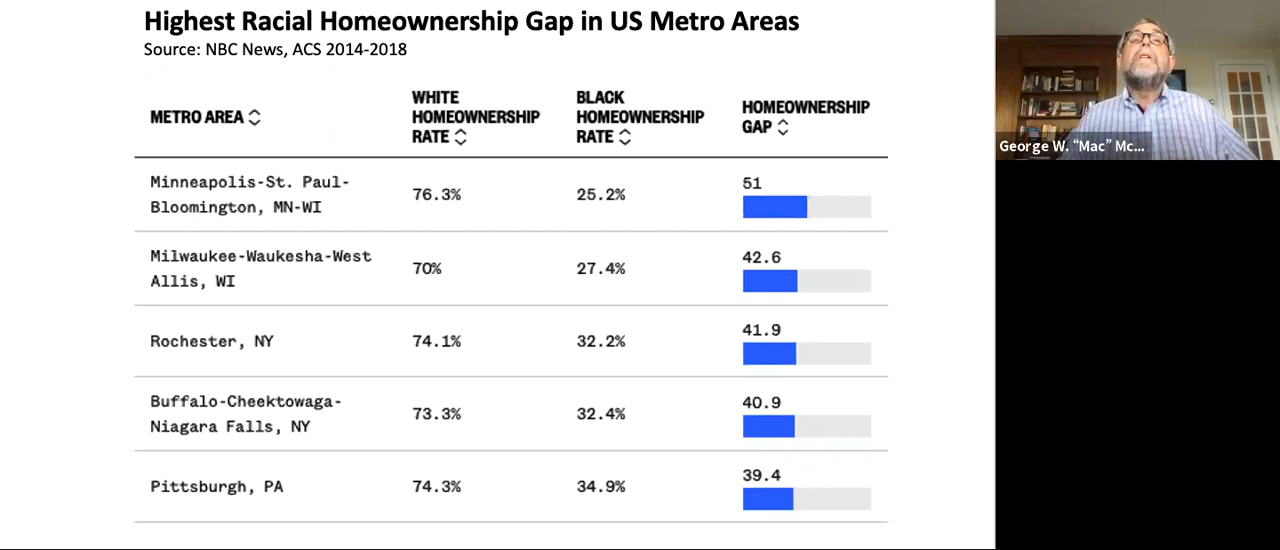 Highest Racial Homeownership Gap in US Metro Areas
Source: NBC News, ACS 2014-2018
METRO AREA
WHITE
HOMEOWNERSHIP
RATE
BLACK
HOMEOWNERSHIP
RATE
HOMEOWNERSHIP
GAP
Minneapolis-St. Paul-
Bloomington, MN-WI
76.3%
25.2%
51
Milwaukee-Waukesha-West
Allis, WI
70%
27.4%
42.6
Rochester, NY
74.1%
32.2%
41.9
Buffalo-Cheektowaga-
Niagara Falls, NY
73.3%
32.4%
40.9
Pittsburgh, PA
74.3%
34.9%
39.4
George W. “Mac” Mc...